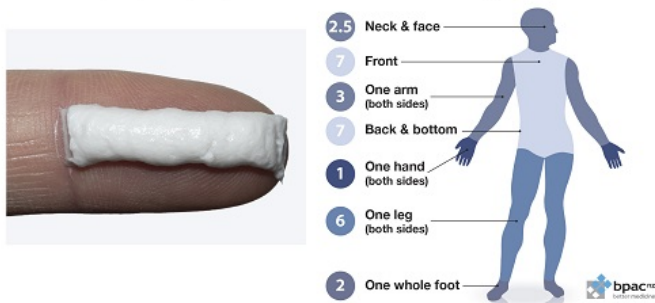 2.5 Neck & face
7 Front
3 One arm
(both sides)
7 Back & bottom
1 One hand
(both sides)
6 One leg
(both sides)
2 One whole foot
bpac nz
better medicine